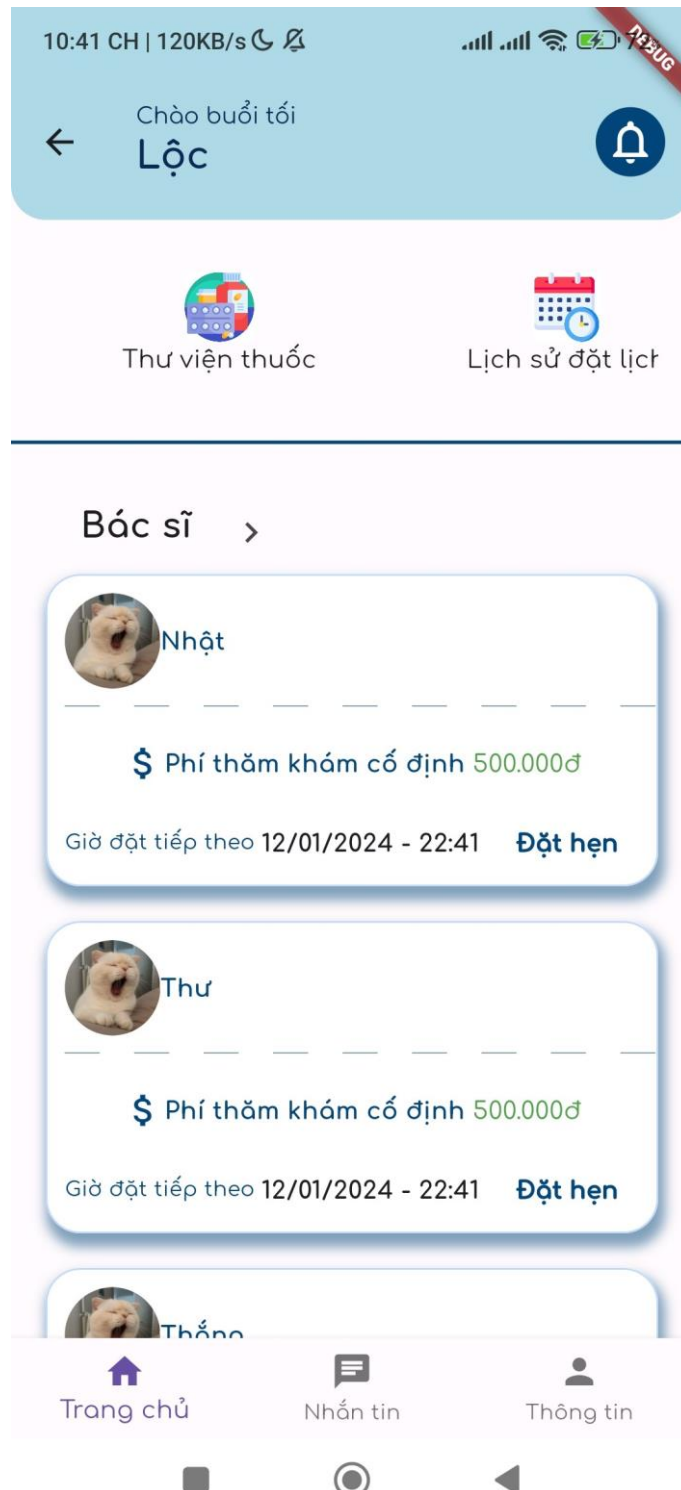 10:41 CH | 120KB/s
DEBUG
Chào buổi tối
Lộc
Thư viện thuốc
Lịch sử đặt lịch
Bác sĩ >
Nhật
$ Phí thăm khám cố định 500.000đ
Giờ đặt tiếp theo 12/01/2024 - 22:41 Đặt hẹn
Thư
$ Phí thăm khám cố định 500.000đ
Giờ đặt tiếp theo 12/01/2024 - 22:41 Đặt hẹn
Thắng
Trang chủ
Nhắn tin
Thông tin